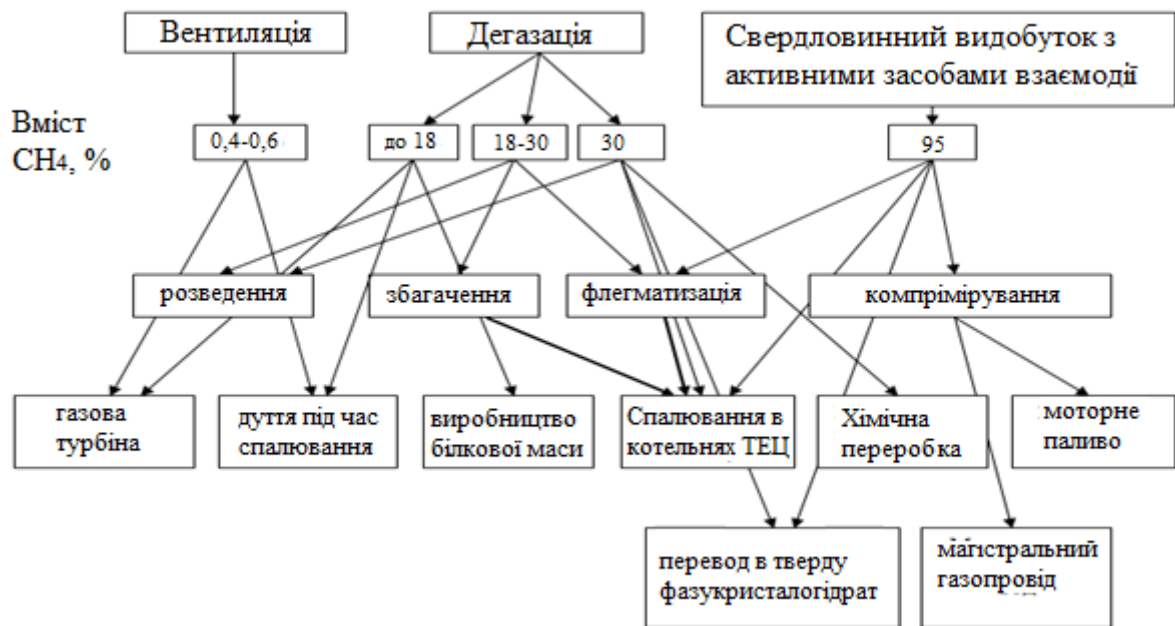 Вентиляція
Дегазація
Свердловинний видобуток з
активними засобами взаємодії
Вміст
CH4, %
0,4-0,6
до 18
18-30
30
95
розведення
збагачення
флегматизація
компрімірування
газова
турбіна
дуття під час
спалювання
виробництво
білкової маси
Спалювання в
котельнях ТЕЦ
Хімічна
переробка
моторне
паливо
перевод в тверду
фазукристалогідрат
магістральний
газопровід